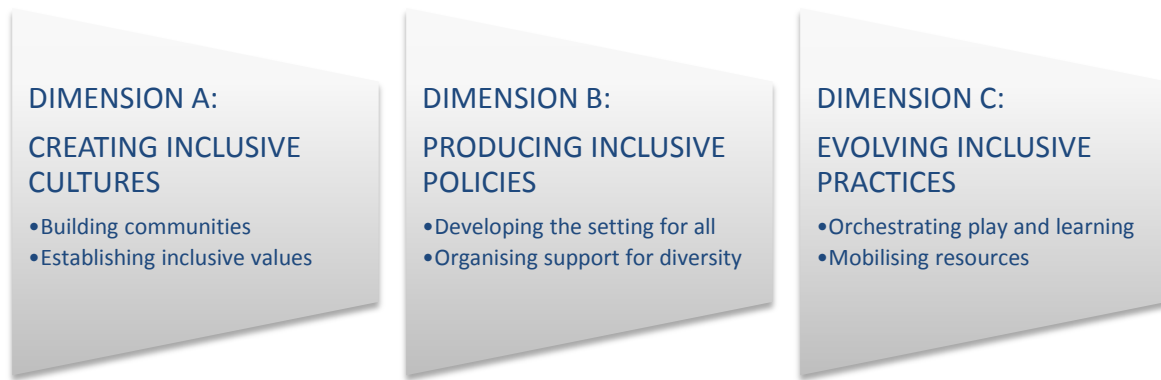 DIMENSION A:
CREATING INCLUSIVE
CULTURES
•Building communities
•Establishing inclusive values
DIMENSION B:
PRODUCING INCLUSIVE
POLICIES
•Developing the setting for all
•Organising support for diversity
DIMENSION C:
EVOLVING INCLUSIVE
PRACTICES
•Orchestrating play and learning
•Mobilising resources